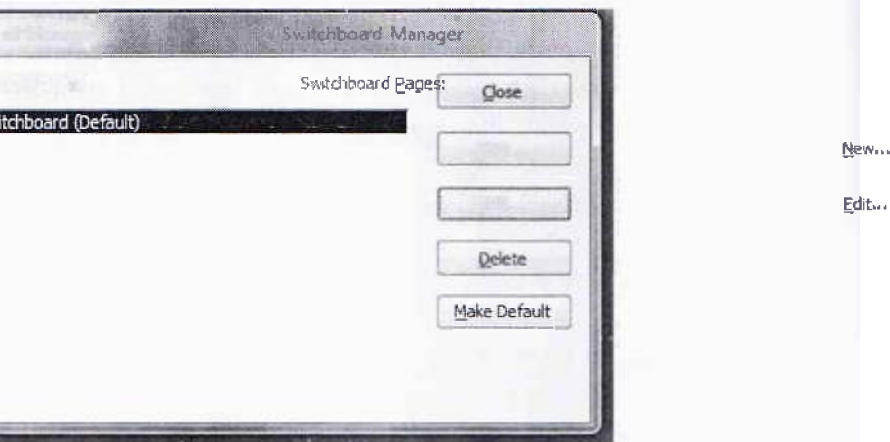 Switchboard Manager
Switchboard Pages:
Close
itchboard (Default)
New...
Edit...
Delete
Make Default